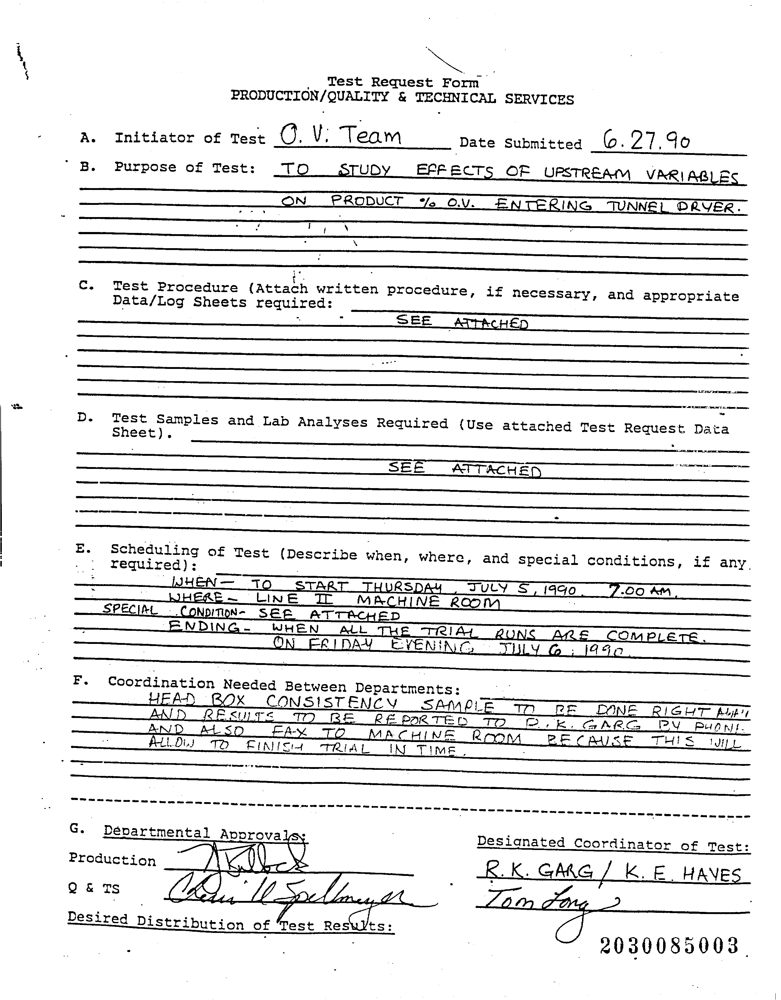 Test Request Form
PRODUCTION/QUALITY & TECHNICAL SERVICES
A. Initiator of Test O. V. Team Date Submitted 6.27.90
B. Purpose of Test: TO STUDY EFFECTS OF UPSTREAM VARIABLES
ON PRODUCT % O.V. ENTERING TUNNEL DRYER.
C. Test Procedure (Attach written procedure, if necessary, and appropriate
Data/Log Sheets required:
SEE ATTACHED
D. Test Samples and Lab Analyses Required (Use attached Test Request Data
Sheet).
SEE ATTACHED
E. Scheduling of Test (Describe when, where, and special conditions, if any
required):
WHEN- TO START THURSDAY, JULY 5, 1990. 7.00 AM.
WHERE- LINE II MACHINE ROOM
SPECIAL CONDITION- SEE ATTACHED
ENDING- WHEN ALL THE TRIAL RUNS ARE COMPLETE.
ON FRIDAY EVENING JULY 6, 1990
F. Coordination Needed Between Departments:
HEAD BOX CONSISTENCY SAMPLE TO BE DONE RIGHT AWAY
AND RESULTS TO BE REPORTED TO R.K. GARG BY PHONE
AND ALSO FAX TO MACHINE ROOM BECAUSE THIS WILL
ALLOW TO FINISH TRIAL IN TIME.
G. Departmental Approvals:
Designated Coordinator of Test:
Production
R.K. GARG / K.E. HAYES
Q & TS Spellmeyer
Tom Long
Desired Distribution of Test Results:
2030085003